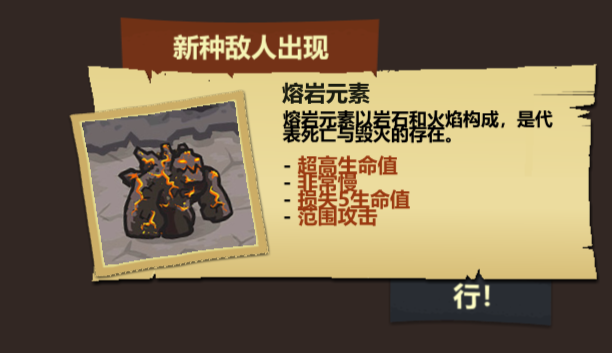 新种敌人出现
熔岩元素
熔岩元素以岩石和火焰构成，是代
表死亡与毁灭的存在。
- 超高生命值
- 非常慢
- 损失5生命值
- 范围攻击
行!